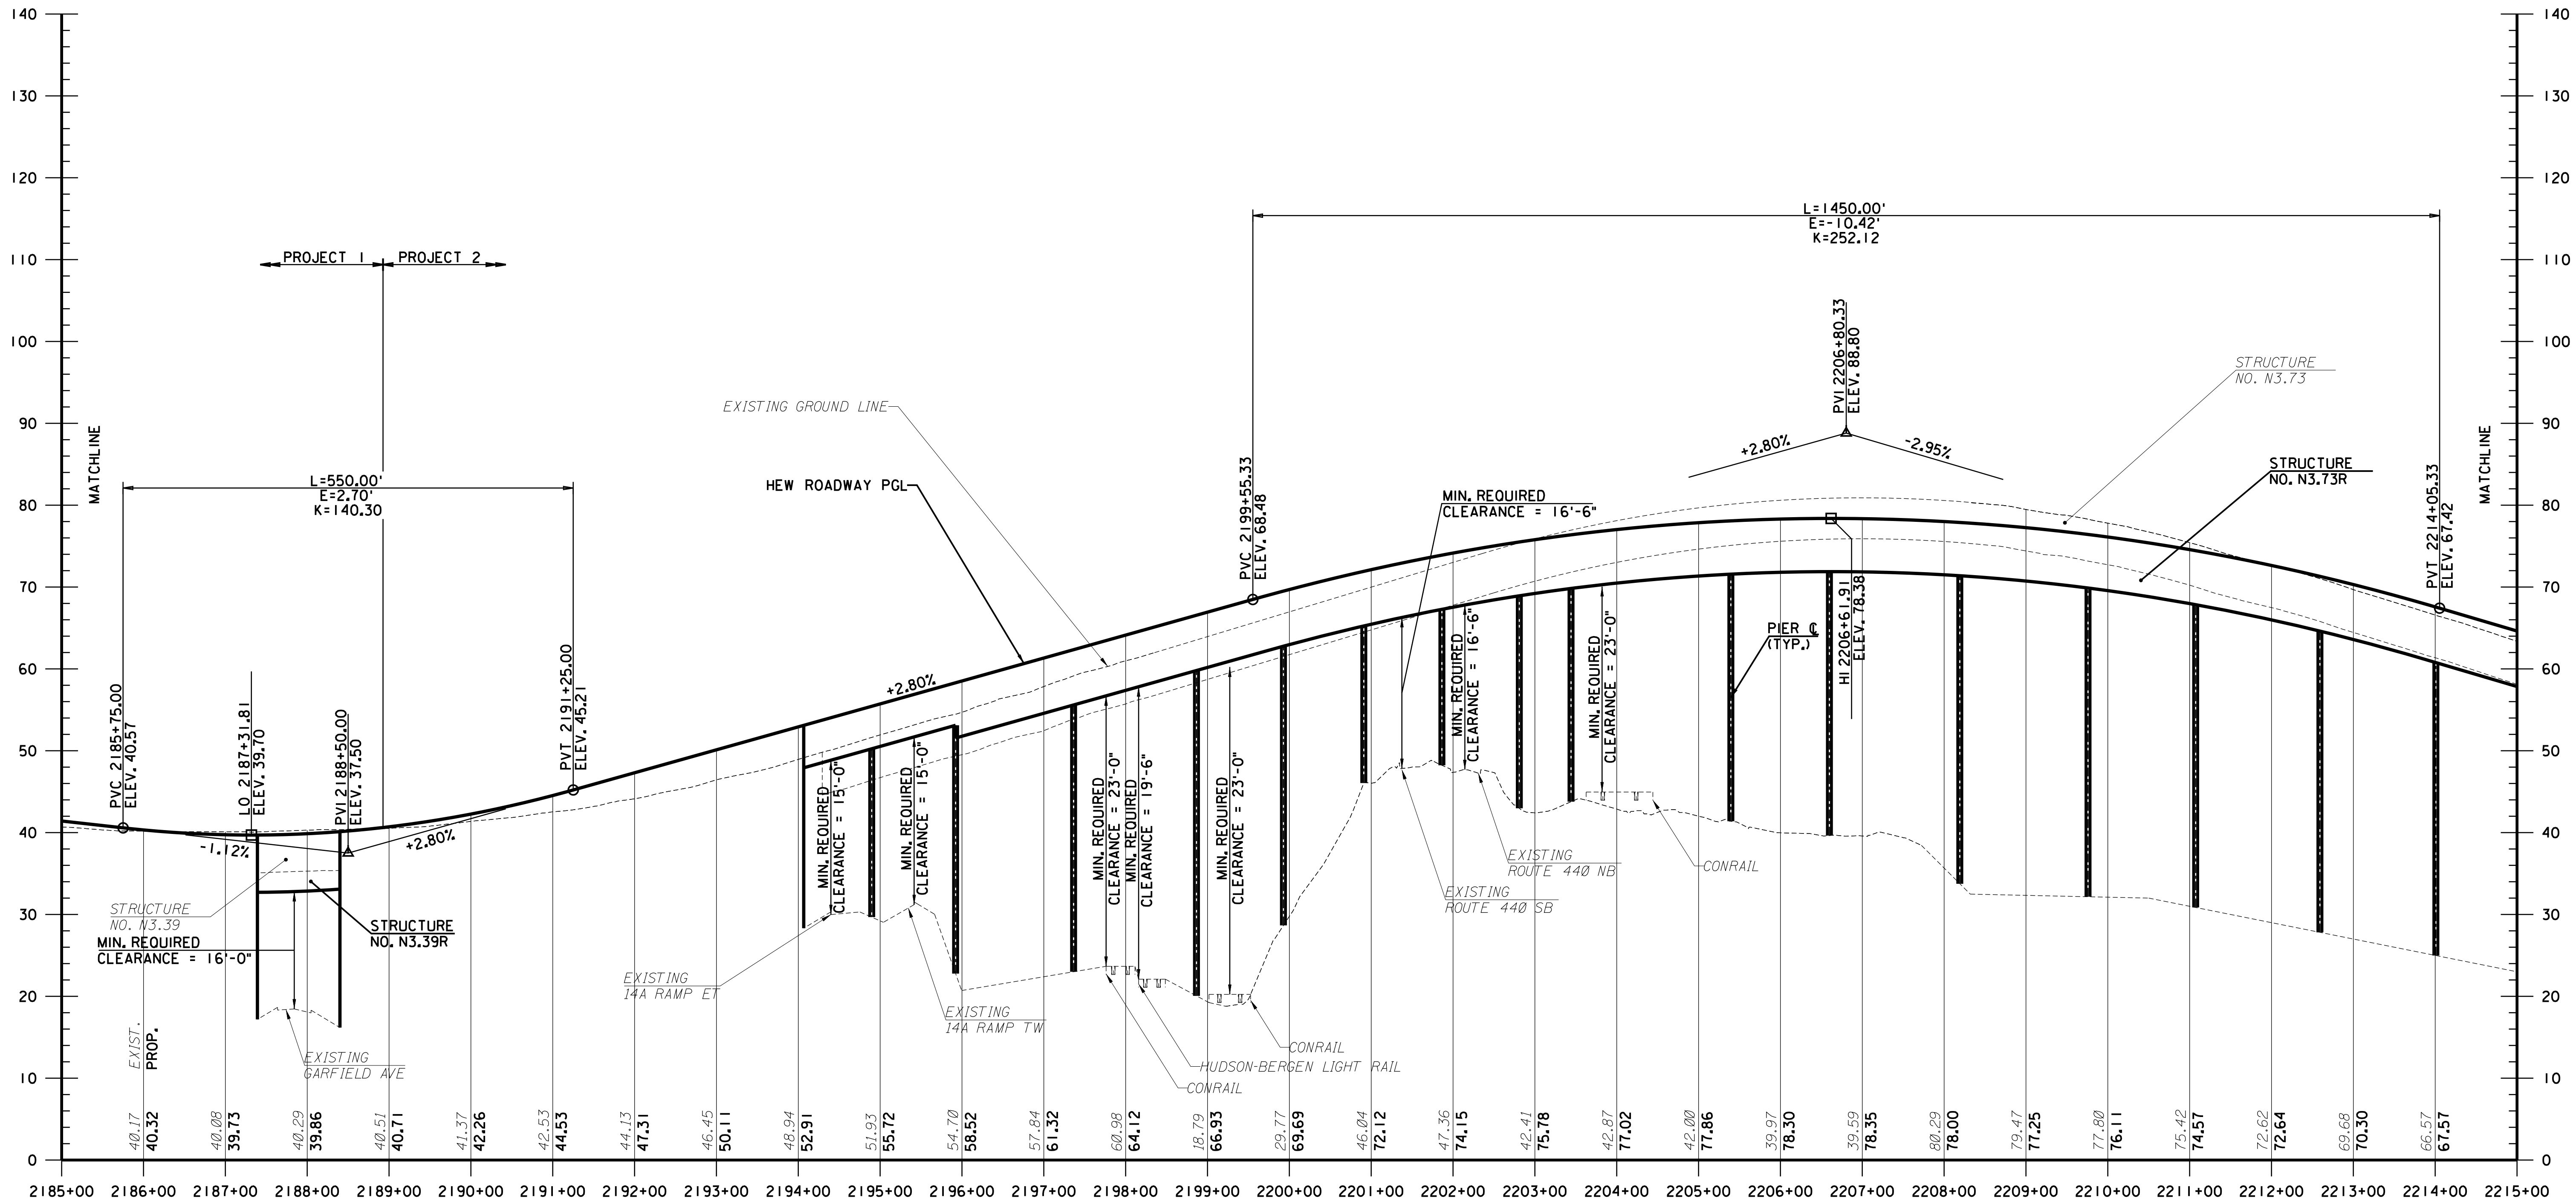 140
130
120
110
100
90
80
70
60
50
40
30
20
10
0
140
130
120
110
100
90
80
70
60
50
40
30
20
10
0
MATCHLINE
MATCHLINE
PROJECT 1
PROJECT 2
L=550.00'
E=2.70'
K=140.30
L=1450.00'
E=-10.42'
K=252.12
PVC 2185+75.00
ELEV. 40.57
LO 2187+31.81
ELEV. 39.70
PVI 2188+50.00
ELEV. 37.50
PVT 2191+25.00
ELEV. 45.21
-1.12%
+2.80%
STRUCTURE
NO. N3.39
MIN. REQUIRED
CLEARANCE = 16'-0"
STRUCTURE
NO. N3.39R
EXISTING
GARFIELD AVE
EXIST.
PROP.
EXISTING GROUND LINE
HEW ROADWAY PGL
+2.80%
MIN. REQUIRED
CLEARANCE = 15'-0"
MIN. REQUIRED
CLEARANCE = 15'-0"
MIN. REQUIRED
CLEARANCE = 23'-0"
MIN. REQUIRED
CLEARANCE = 19'-6"
MIN. REQUIRED
CLEARANCE = 23'-0"
EXISTING
14A RAMP ET
EXISTING
14A RAMP TW
CONRAIL
HUDSON-BERGEN LIGHT RAIL
CONRAIL
PVC 2199+55.33
ELEV. 68.48
MIN. REQUIRED
CLEARANCE = 16'-6"
MIN. REQUIRED
CLEARANCE = 16'-6"
MIN. REQUIRED
CLEARANCE = 23'-0"
EXISTING
ROUTE 440 NB
EXISTING
ROUTE 440 SB
CONRAIL
PIER ℄
(TYP.)
PVI 2206+80.33
ELEV. 88.80
+2.80%
-2.95%
HI 2206+61.91
ELEV. 78.38
STRUCTURE
NO. N3.73
STRUCTURE
NO. N3.73R
PVT 2214+05.33
ELEV. 67.42
40.17 40.32
40.08 39.73
40.29 39.86
40.51 40.71
41.37 42.26
42.53 44.53
44.13 47.31
46.45 50.11
48.94 52.91
51.93 55.72
54.70 58.52
57.84 61.32
60.98 64.12
18.79 66.93
29.77 69.69
46.04 72.12
47.36 74.15
42.41 75.78
42.87 77.02
42.00 77.86
39.97 78.30
39.59 78.35
80.29 78.00
79.47 77.25
77.80 76.11
75.42 74.57
72.62 72.64
69.68 70.30
66.57 67.57
2185+00 2186+00 2187+00 2188+00 2189+00 2190+00 2191+00 2192+00 2193+00 2194+00 2195+00 2196+00 2197+00 2198+00 2199+00 2200+00 2201+00 2202+00 2203+00 2204+00 2205+00 2206+00 2207+00 2208+00 2209+00 2210+00 2211+00 2212+00 2213+00 2214+00 2215+00